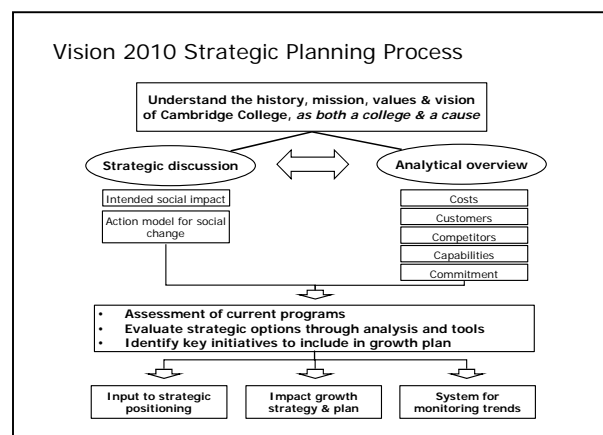 Vision 2010 Strategic Planning Process
Understand the history, mission, values & vision
of Cambridge College, as both a college & a cause
Strategic discussion
Analytical overview
Intended social impact
Action model for social
change
Costs
Customers
Competitors
Capabilities
Commitment
• Assessment of current programs
• Evaluate strategic options through analysis and tools
• Identify key initiatives to include in growth plan
Input to strategic
positioning
Impact growth
strategy & plan
System for
monitoring trends